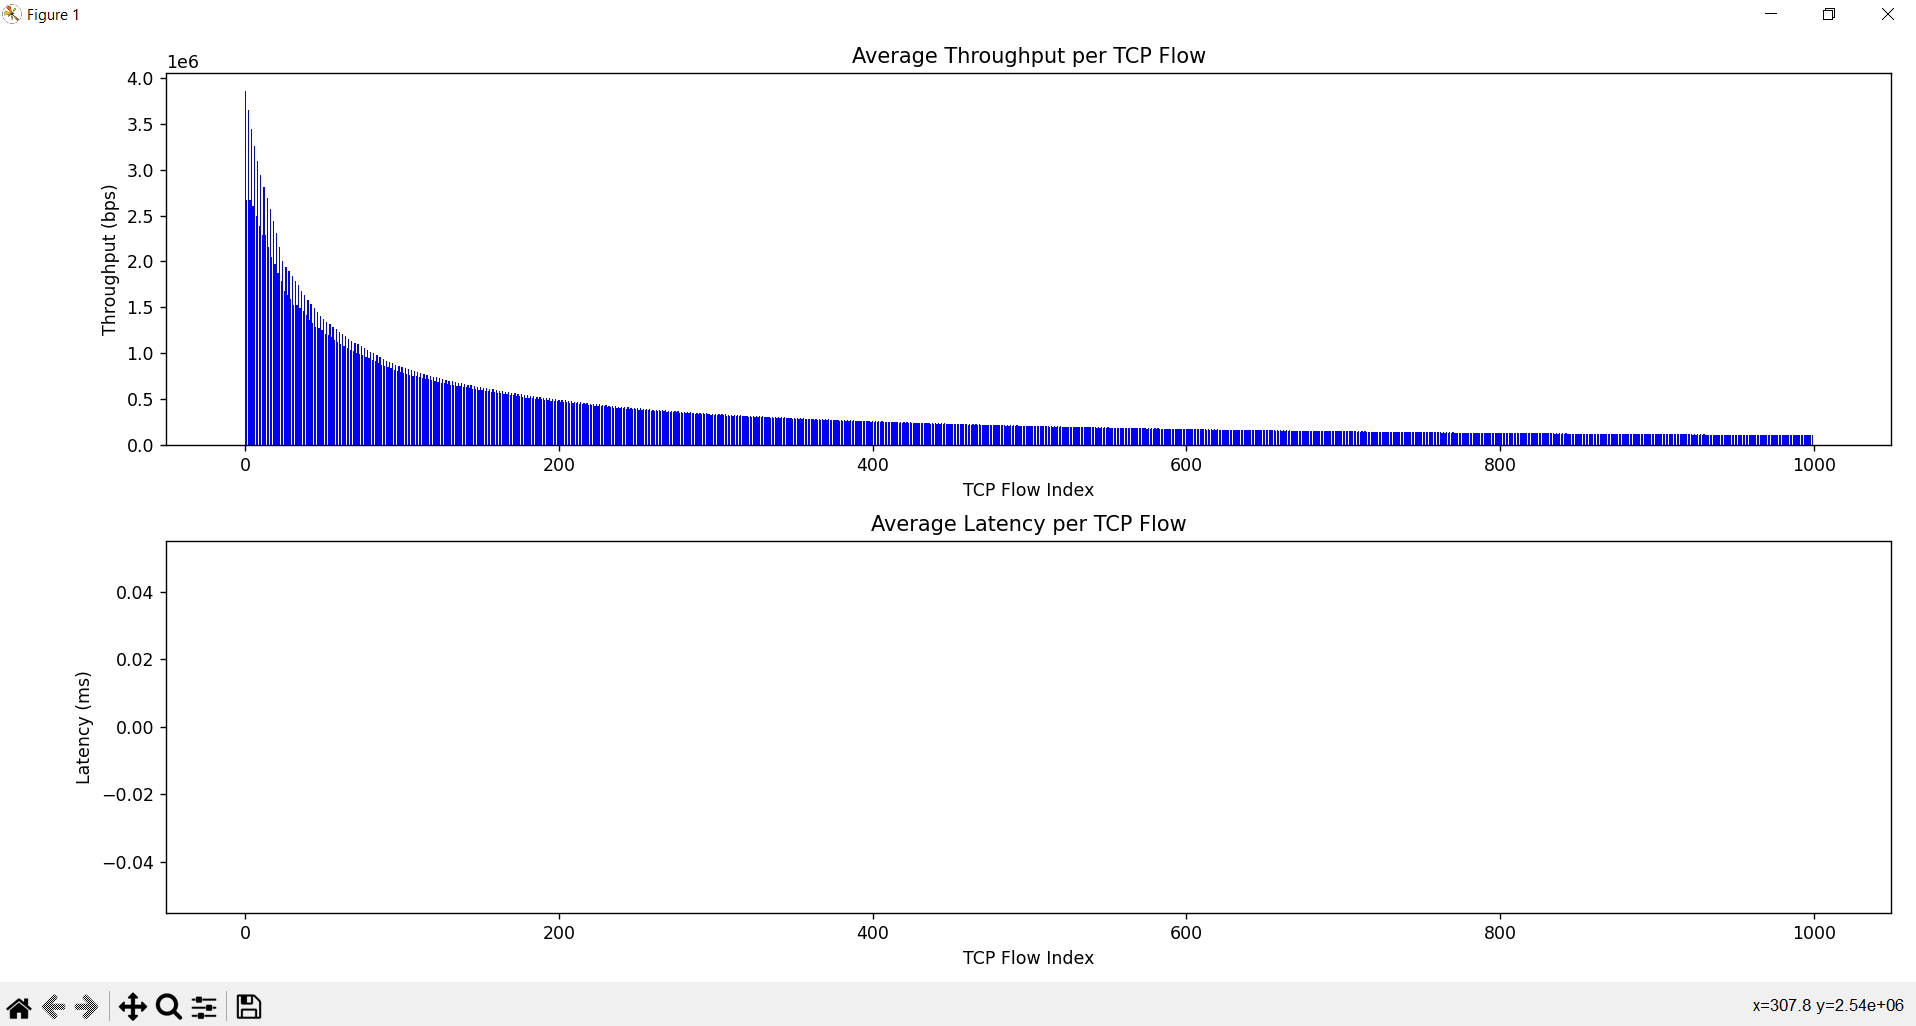 Figure 1
Average Throughput per TCP Flow
1e6
4.0
3.5
3.0
2.5
2.0
1.5
1.0
0.5
0.0
Throughput (bps)
0 200 400 600 800 1000
TCP Flow Index
Average Latency per TCP Flow
0.04
0.02
0.00
−0.02
−0.04
Latency (ms)
0 200 400 600 800 1000
TCP Flow Index
x=307.8 y=2.54e+06